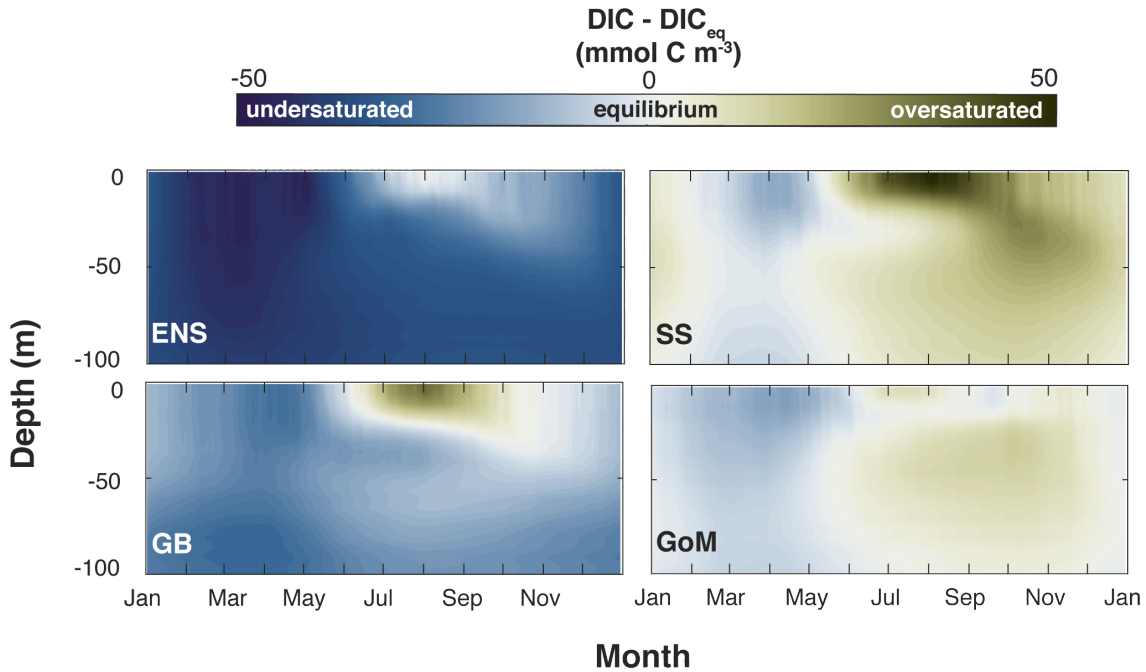 DIC - DICeq
(mmol C m-3)
-50 0 50
undersaturated equilibrium oversaturated
Depth (m)
0
-50
-100
ENS
SS
0
-50
-100
GB
GoM
Jan Mar May Jul Sep Nov
Jan Mar May Jul Sep Nov Jan
Month